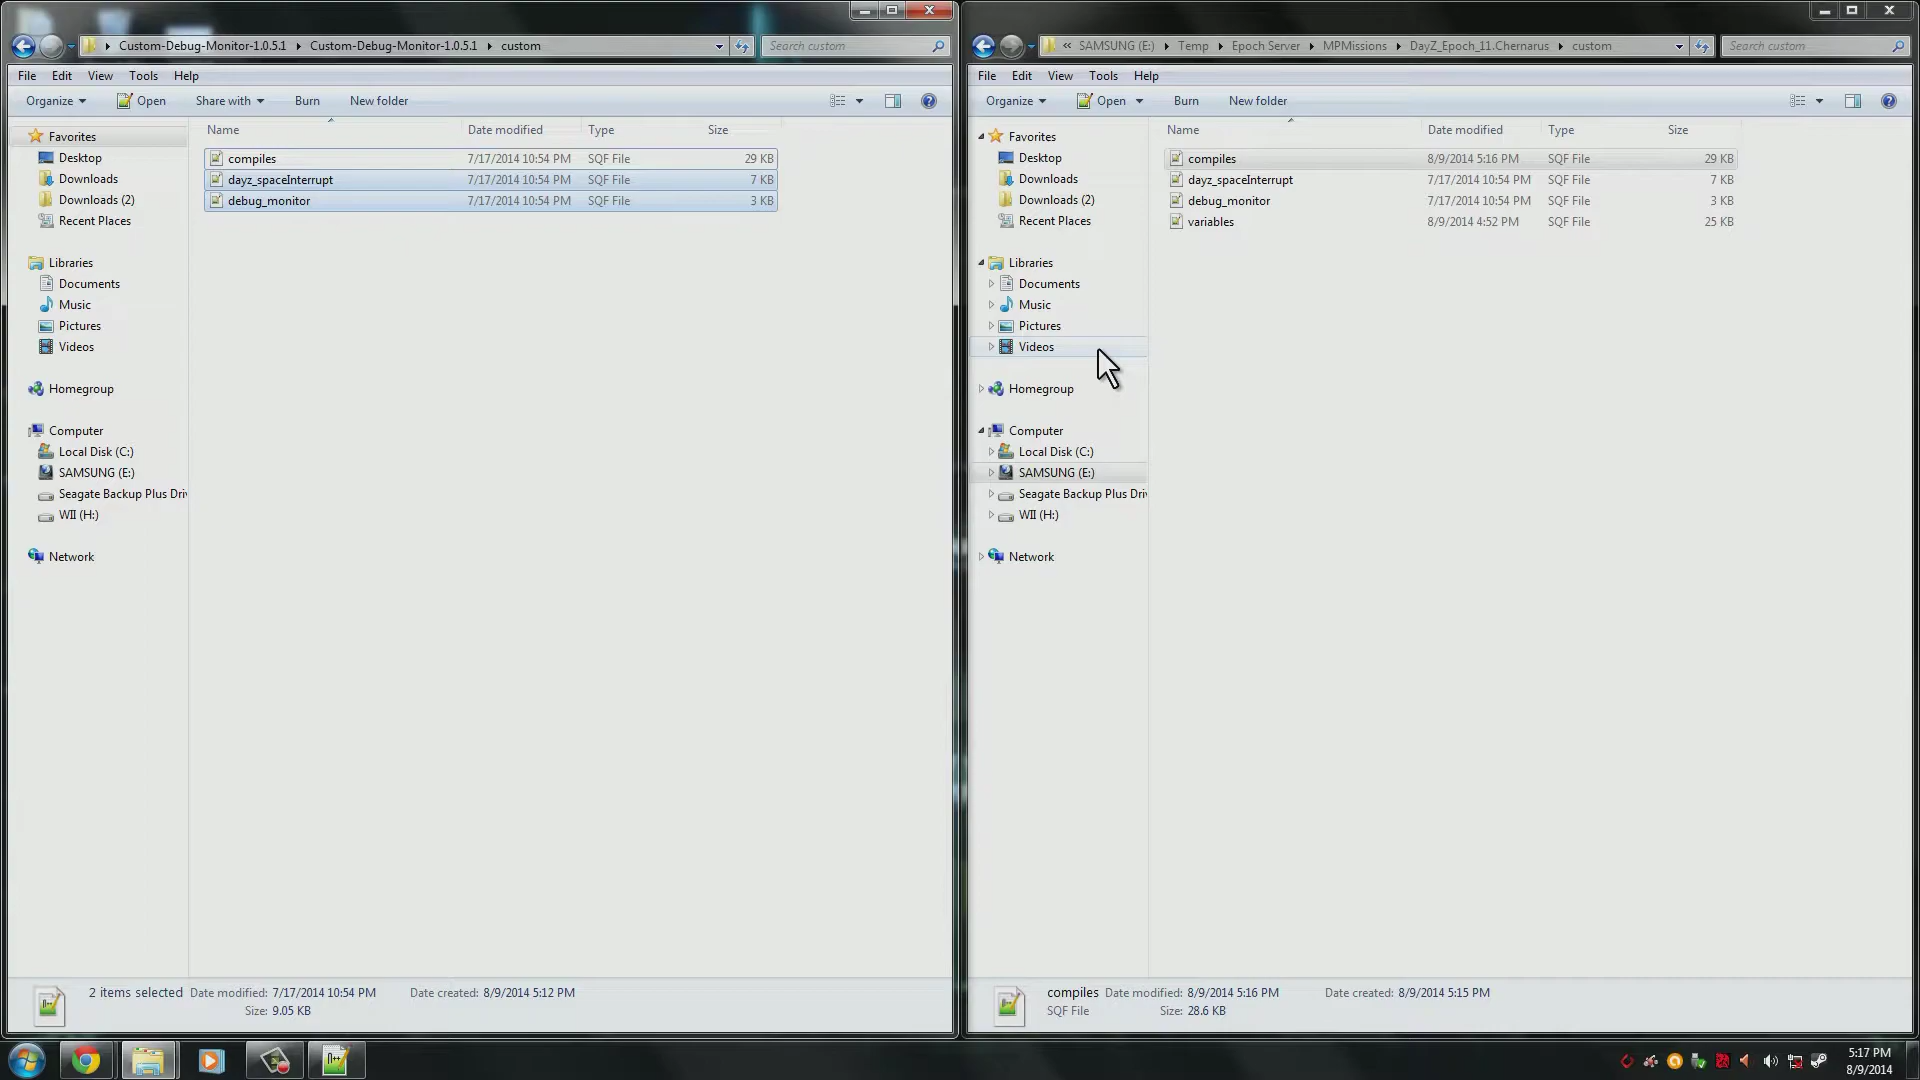 Custom-Debug-Monitor-1.0.5.1 Custom-Debug-Monitor-1.0.5.1 custom
Search custom
File Edit View Tools Help
Organize Open Share with Burn New folder
Name Date modified Type Size
compiles 7/17/2014 10:54 PM SQF File 29 KB
dayz_spaceInterrupt 7/17/2014 10:54 PM SQF File 7 KB
debug_monitor 7/17/2014 10:54 PM SQF File 3 KB
Favorites
Desktop
Downloads
Downloads (2)
Recent Places
Libraries
Documents
Music
Pictures
Videos
Homegroup
Computer
Local Disk (C:)
SAMSUNG (E:)
Seagate Backup Plus Driv
WII (H:)
Network
2 items selected Date modified: 7/17/2014 10:54 PM Date created: 8/9/2014 5:12 PM
Size: 9.05 KB
« SAMSUNG (E:) Temp Epoch Server MPMissions DayZ_Epoch_11.Chernarus custom
Search custom
File Edit View Tools Help
Organize Open Burn New folder
Name Date modified Type Size
compiles 8/9/2014 5:16 PM SQF File 29 KB
dayz_spaceInterrupt 7/17/2014 10:54 PM SQF File 7 KB
debug_monitor 7/17/2014 10:54 PM SQF File 3 KB
variables 8/9/2014 4:52 PM SQF File 25 KB
Favorites
Desktop
Downloads
Downloads (2)
Recent Places
Libraries
Documents
Music
Pictures
Videos
Homegroup
Computer
Local Disk (C:)
SAMSUNG (E:)
Seagate Backup Plus Driv
WII (H:)
Network
compiles Date modified: 8/9/2014 5:16 PM Date created: 8/9/2014 5:15 PM
SQF File Size: 28.6 KB
5:17 PM
8/9/2014